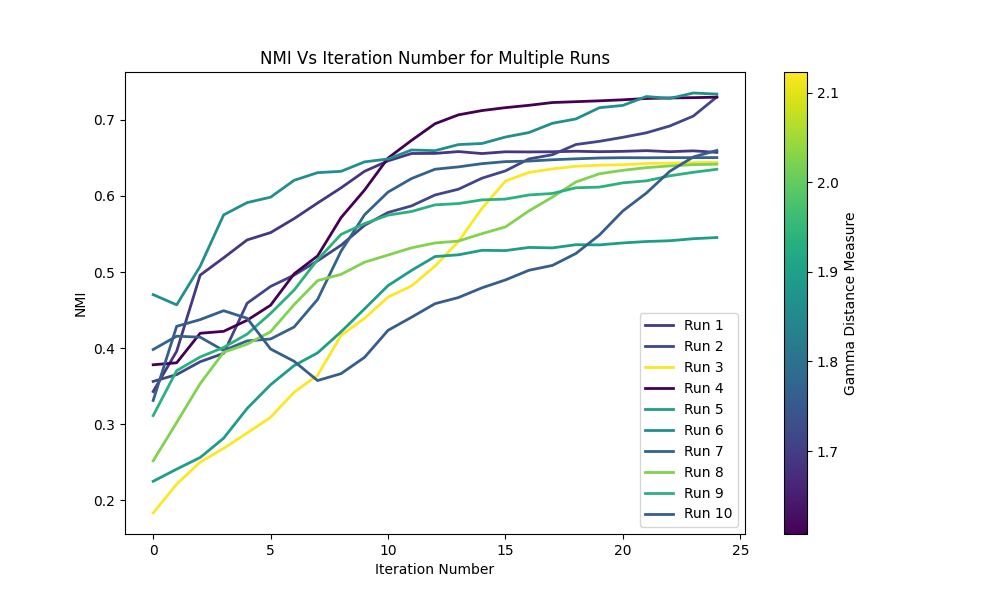 NMI Vs Iteration Number for Multiple Runs
NMI
0.7
0.6
0.5
0.4
0.3
0.2
0
5
10
15
20
25
Iteration Number
Run 1
Run 2
Run 3
Run 4
Run 5
Run 6
Run 7
Run 8
Run 9
Run 10
2.1
2.0
1.9
1.8
1.7
Gamma Distance Measure